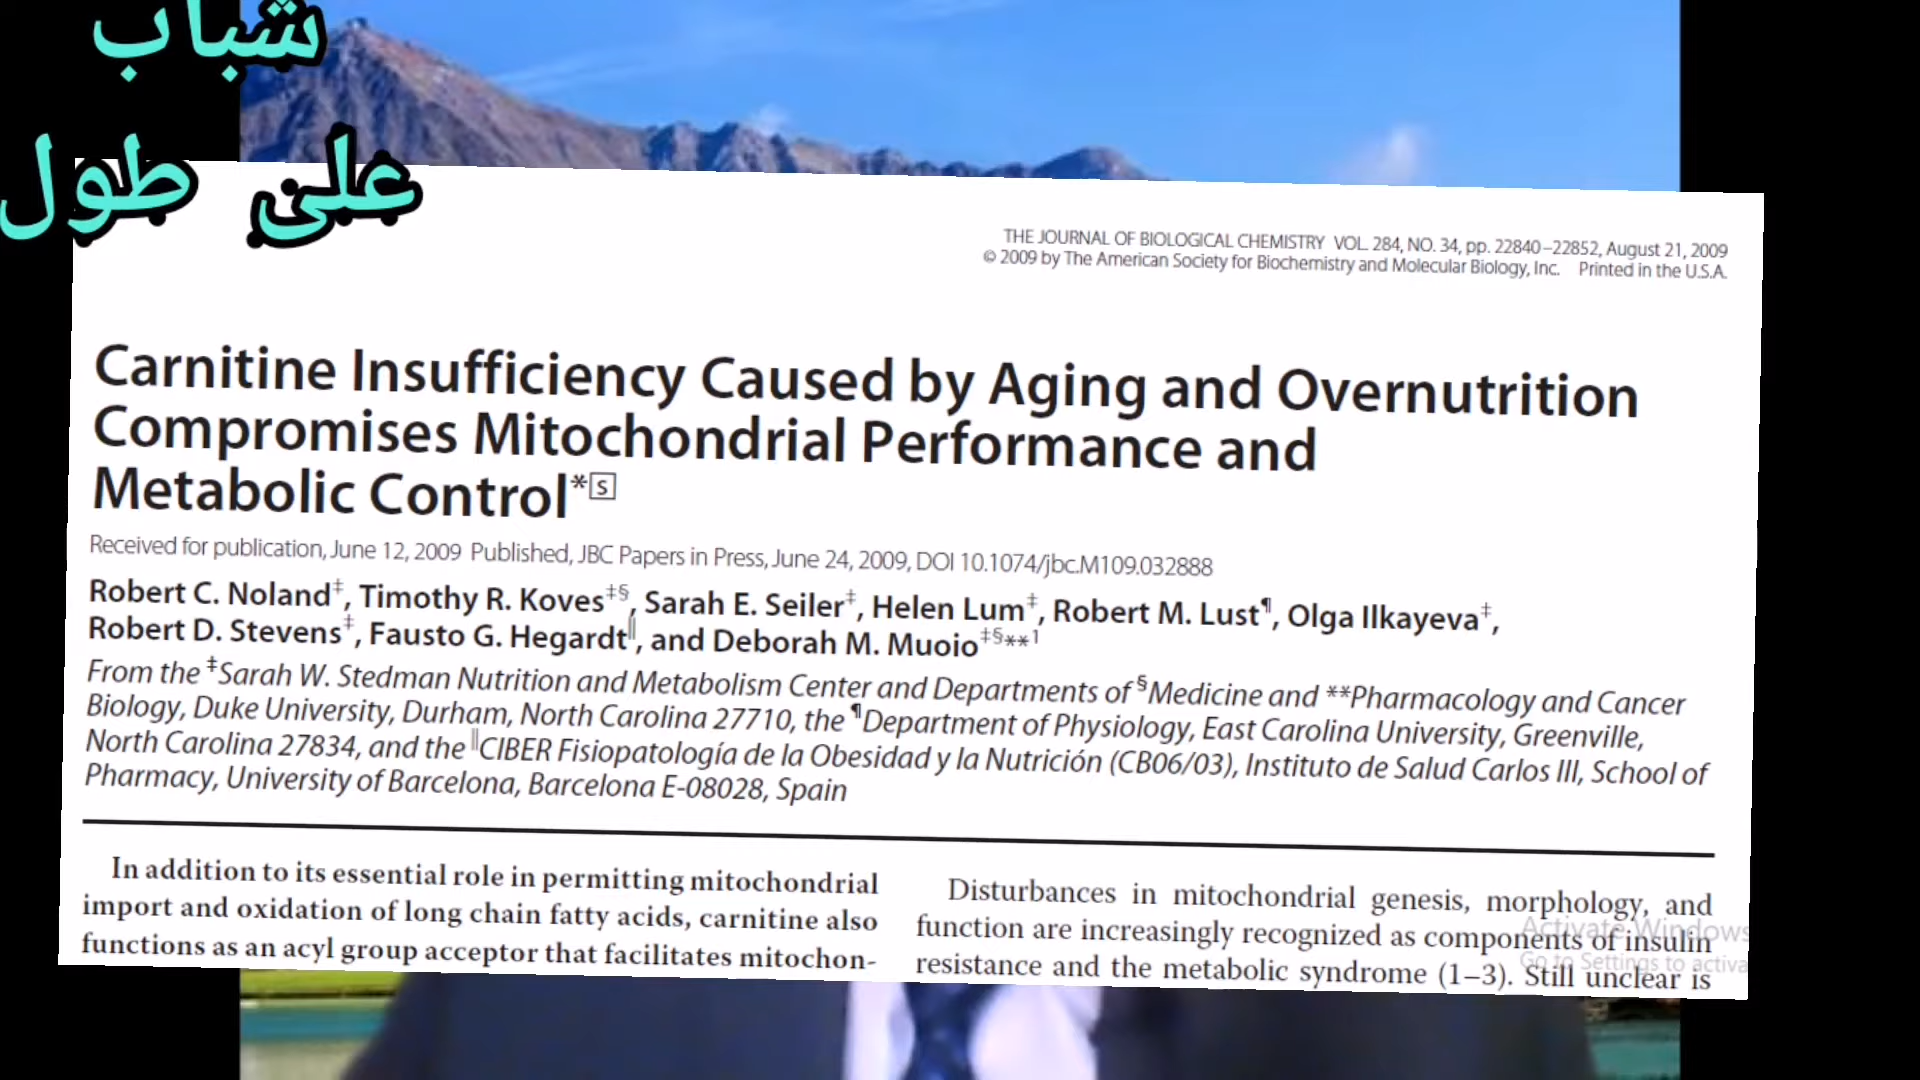 شباب
على طول
THE JOURNAL OF BIOLOGICAL CHEMISTRY VOL. 284, NO. 34, pp. 22840–22852, August 21, 2009
© 2009 by The American Society for Biochemistry and Molecular Biology, Inc. Printed in the U.S.A.
Carnitine Insufficiency Caused by Aging and Overnutrition
Compromises Mitochondrial Performance and
Metabolic Control*[S]
Received for publication, June 12, 2009 Published, JBC Papers in Press, June 24, 2009, DOI 10.1074/jbc.M109.032888
Robert C. Noland‡, Timothy R. Koves‡§, Sarah E. Seiler‡, Helen Lum‡, Robert M. Lust¶, Olga Ilkayeva‡,
Robert D. Stevens‡, Fausto G. Hegardt‖, and Deborah M. Muoio‡§**1
From the ‡Sarah W. Stedman Nutrition and Metabolism Center and Departments of §Medicine and **Pharmacology and Cancer
Biology, Duke University, Durham, North Carolina 27710, the ¶Department of Physiology, East Carolina University, Greenville,
North Carolina 27834, and the ‖CIBER Fisiopatología de la Obesidad y la Nutrición (CB06/03), Instituto de Salud Carlos III, School of
Pharmacy, University of Barcelona, Barcelona E-08028, Spain
In addition to its essential role in permitting mitochondrial
import and oxidation of long chain fatty acids, carnitine also
functions as an acyl group acceptor that facilitates mitochon-
Disturbances in mitochondrial genesis, morphology, and
function are increasingly recognized as components of insulin
resistance and the metabolic syndrome (1–3). Still unclear is
Activate Windows
Go to Settings to activa